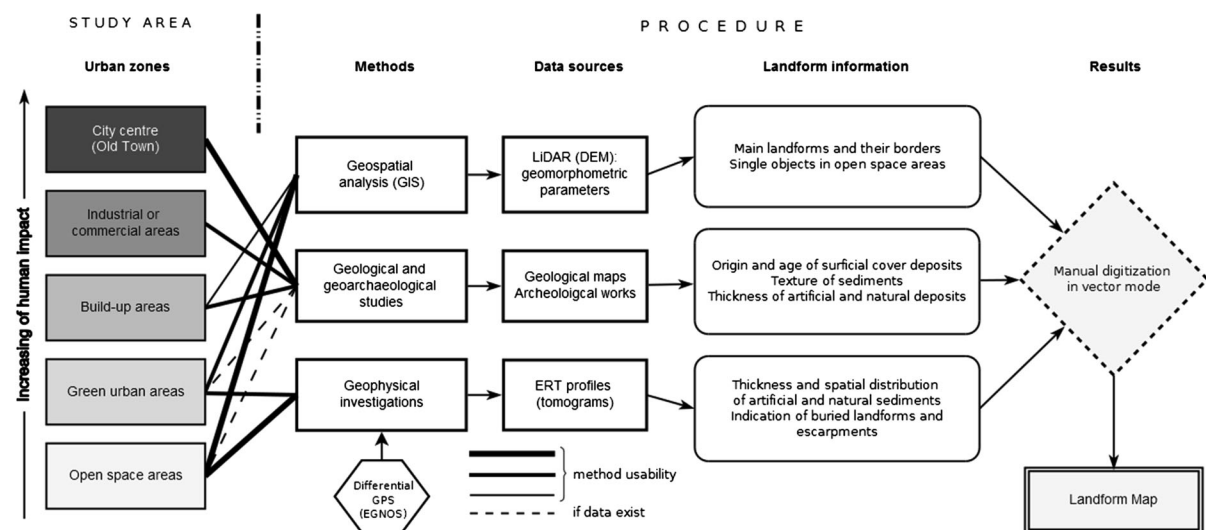 STUDY AREA
PROCEDURE
Urban zones
Methods
Data sources
Landform information
Results
Increasing of human impact
City centre
(Old Town)
Industrial or
commercial areas
Build-up areas
Green urban areas
Open space areas
Geospatial
analysis (GIS)
Geological and
geoarchaeological
studies
Geophysical
investigations
Differential
GPS
(EGNOS)
LiDAR (DEM):
geomorphometric
parameters
Geological maps
Archeoloigcal works
ERT profiles
(tomograms)
method usability
if data exist
Main landforms and their borders
Single objects in open space areas
Origin and age of surficial cover deposits
Texture of sediments
Thickness of artificial and natural deposits
Thickness and spatial distribution
of artificial and natural sediments
Indication of buried landforms and
escarpments
Manual digitization
in vector mode
Landform Map